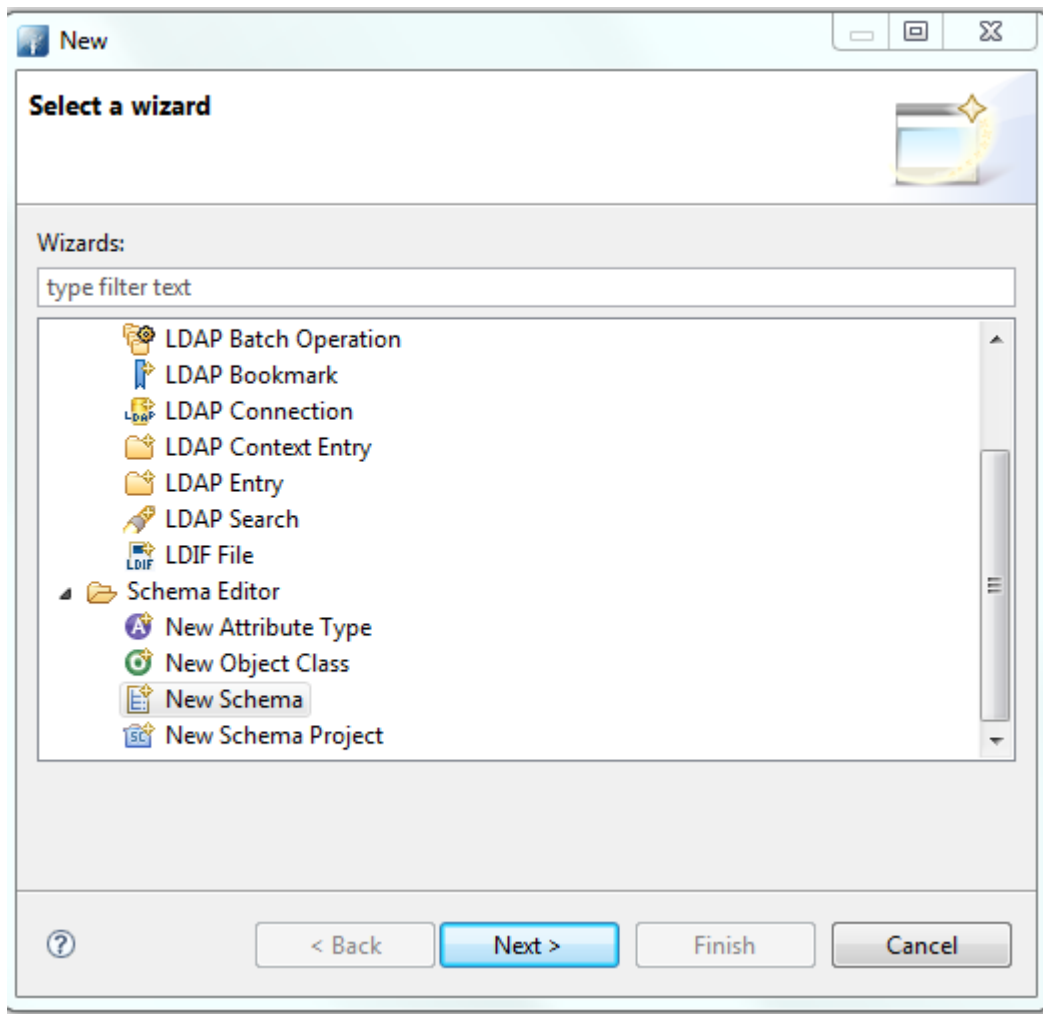 New
Select a wizard
Wizards:
type filter text
LDAP Batch Operation
LDAP Bookmark
LDAP Connection
LDAP Context Entry
LDAP Entry
LDAP Search
LDIF File
Schema Editor
New Attribute Type
New Object Class
New Schema
New Schema Project
< Back Next > Finish Cancel